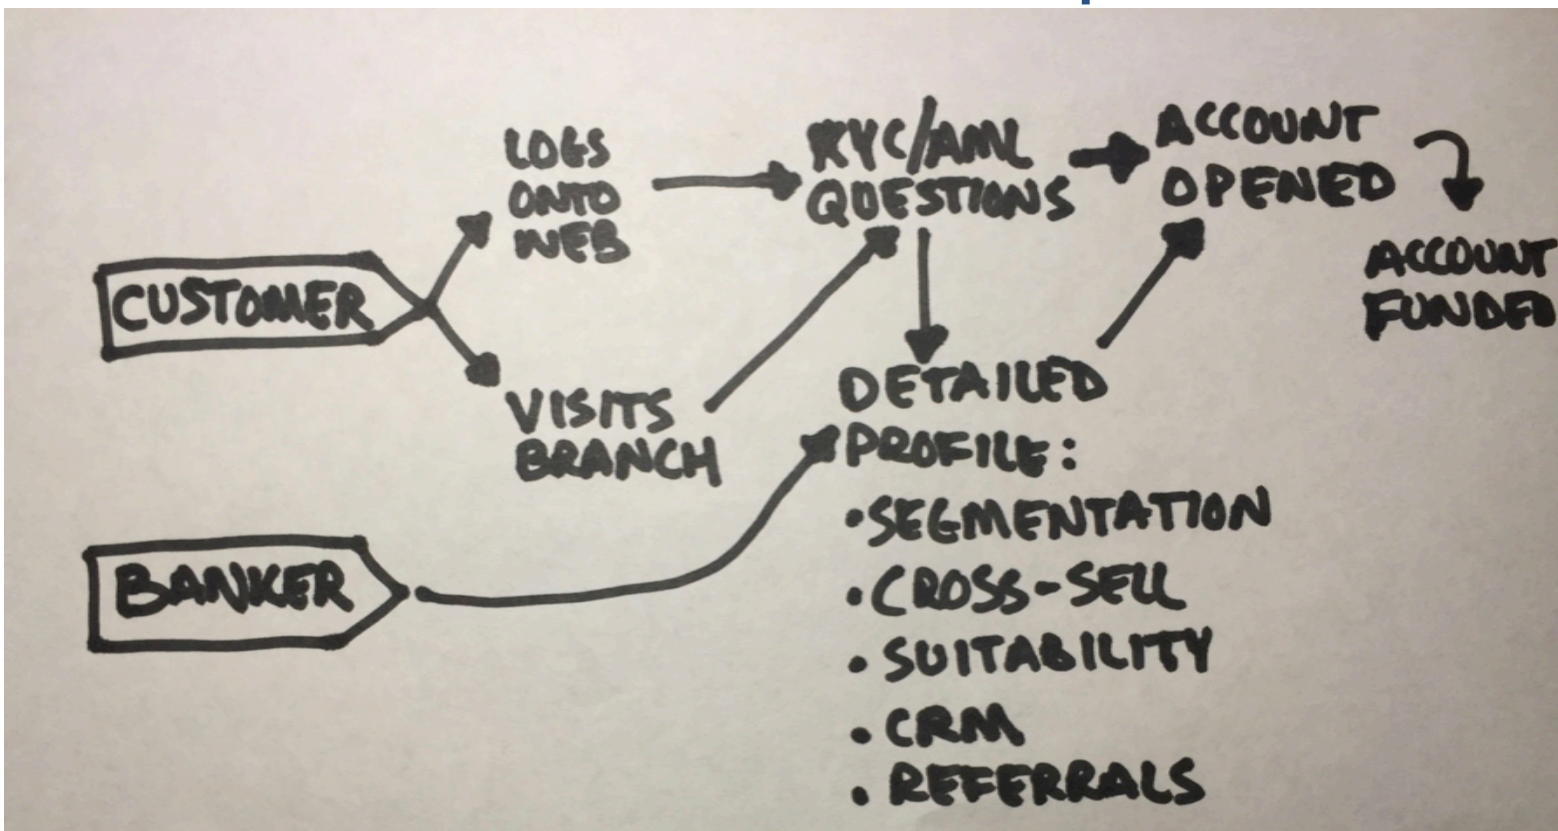 LOGS
ONTO
WEB
KYC/AML
QUESTIONS
ACCOUNT
OPENED
ACCOUNT
FUNDED
CUSTOMER
VISITS
BRANCH
DETAILED
PROFILE:
•SEGMENTATION
•CROSS-SELL
•SUITABILITY
•CRM
•REFERRALS
BANKER